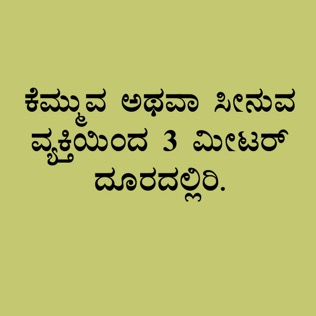 ಕೆಮ್ಮುವ ಅಥವಾ ಸೀನುವ
ವ್ಯಕ್ತಿಯಿಂದ 3 ಮೀಟರ್
ದೂರದಲ್ಲಿರಿ.